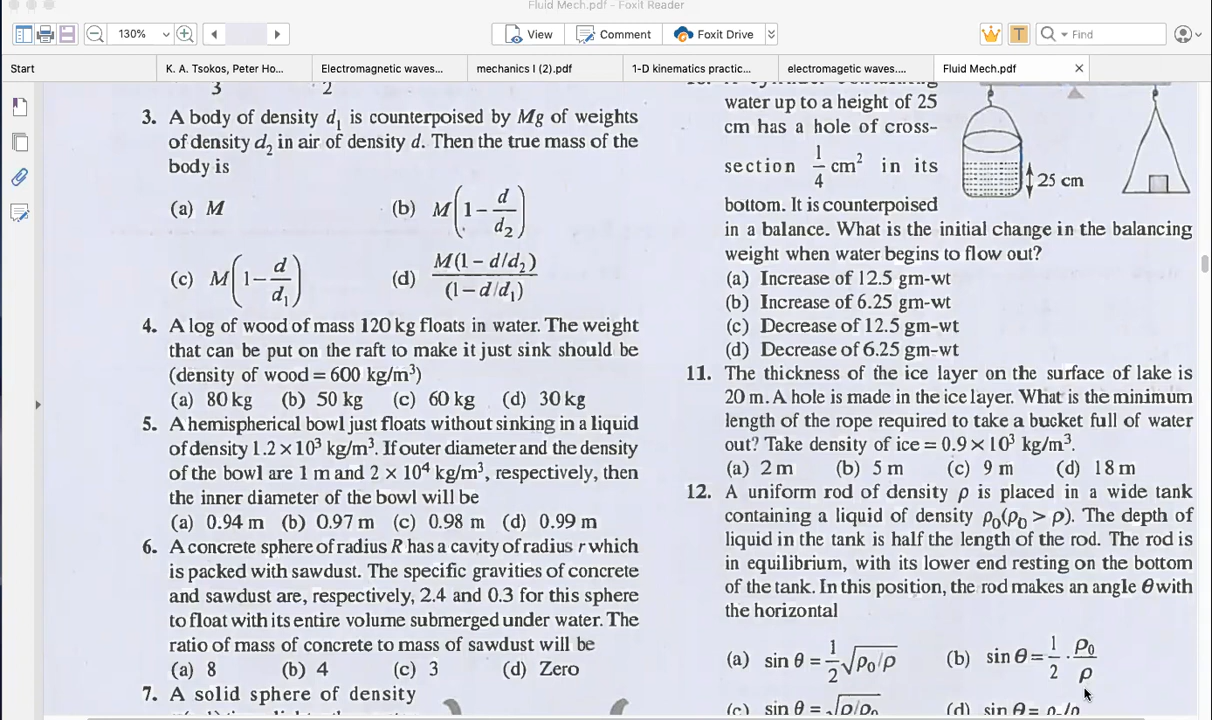 Fluid Mech.pdf - Foxit Reader
130%
View
Comment
Foxit Drive
T
Find
Start
K. A. Tsokos, Peter Ho...
Electromagnetic waves...
mechanics I (2).pdf
1-D kinematics practic...
electromagetic waves....
Fluid Mech.pdf
3 2
3. A body of density d₁ is counterpoised by Mg of weights
of density d₂ in air of density d. Then the true mass of the
body is
(a) M (b) M(1 - d/d₂)
(c) M(1 - d/d₁) (d) M(1 - d/d₂)/(1 - d/d₁)
4. A log of wood of mass 120 kg floats in water. The weight
that can be put on the raft to make it just sink should be
(density of wood = 600 kg/m³)
(a) 80 kg (b) 50 kg (c) 60 kg (d) 30 kg
5. A hemispherical bowl just floats without sinking in a liquid
of density 1.2 × 10³ kg/m³. If outer diameter and the density
of the bowl are 1 m and 2 × 10⁴ kg/m³, respectively, then
the inner diameter of the bowl will be
(a) 0.94 m (b) 0.97 m (c) 0.98 m (d) 0.99 m
6. A concrete sphere of radius R has a cavity of radius r which
is packed with sawdust. The specific gravities of concrete
and sawdust are, respectively, 2.4 and 0.3 for this sphere
to float with its entire volume submerged under water. The
ratio of mass of concrete to mass of sawdust will be
(a) 8 (b) 4 (c) 3 (d) Zero
7. A solid sphere of density
water up to a height of 25
cm has a hole of cross-
section 1/4 cm² in its
25 cm
bottom. It is counterpoised
in a balance. What is the initial change in the balancing
weight when water begins to flow out?
(a) Increase of 12.5 gm-wt
(b) Increase of 6.25 gm-wt
(c) Decrease of 12.5 gm-wt
(d) Decrease of 6.25 gm-wt
11. The thickness of the ice layer on the surface of lake is
20 m. A hole is made in the ice layer. What is the minimum
length of the rope required to take a bucket full of water
out? Take density of ice = 0.9 × 10³ kg/m³.
(a) 2 m (b) 5 m (c) 9 m (d) 18 m
12. A uniform rod of density ρ is placed in a wide tank
containing a liquid of density ρ₀(ρ₀ > ρ). The depth of
liquid in the tank is half the length of the rod. The rod is
in equilibrium, with its lower end resting on the bottom
of the tank. In this position, the rod makes an angle θ with
the horizontal
(a) sin θ = 1/2 √ρ₀/ρ (b) sin θ = 1/2 · ρ₀/ρ
(c) sin θ = √ρ/ρ₀ (d) sin θ = ρ₀/ρ